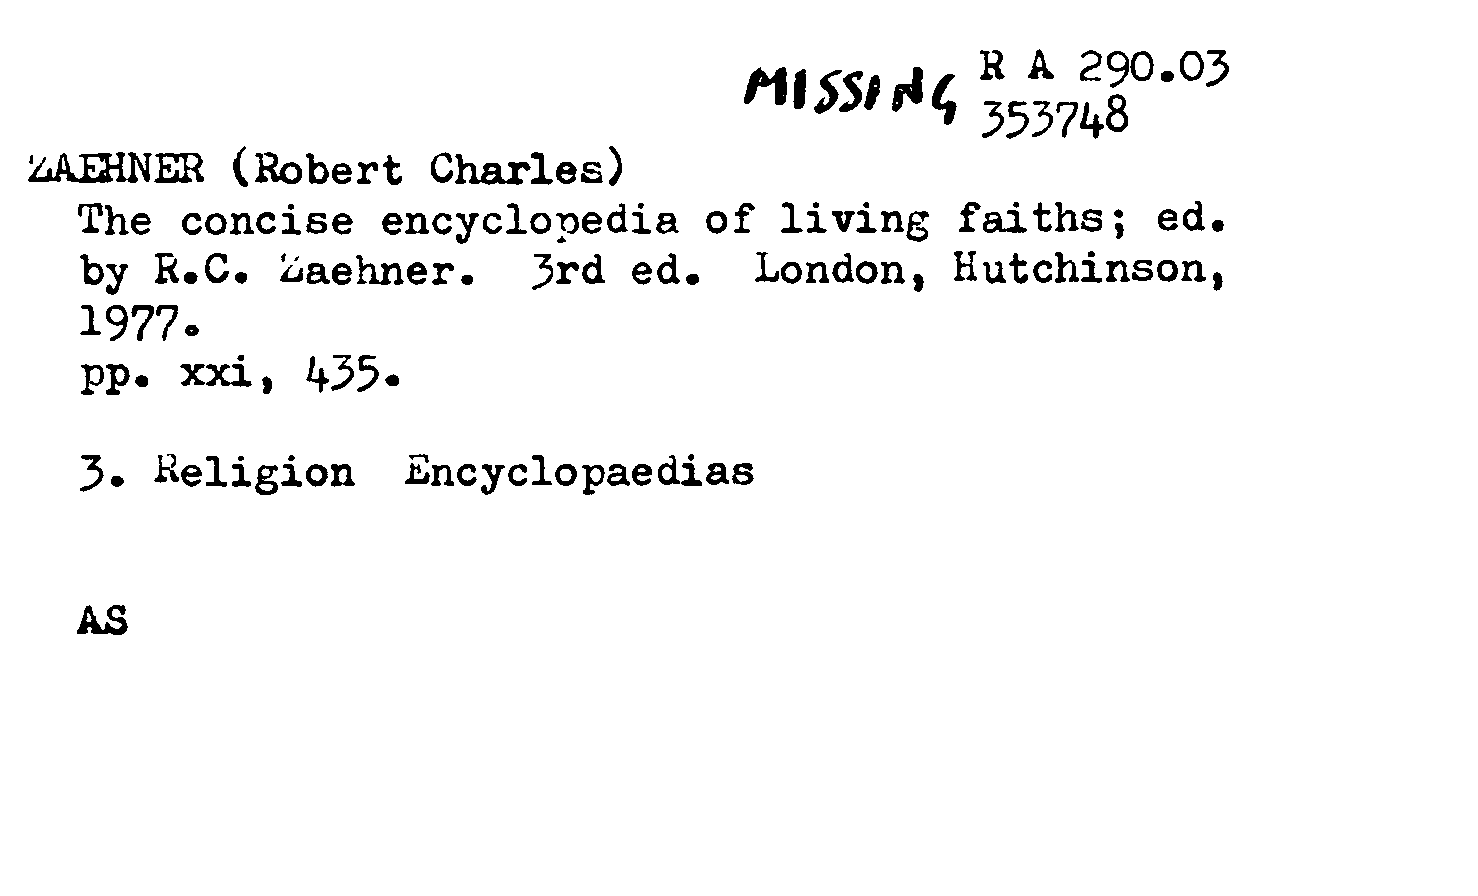 MISSING R A 290.03
353748
ZAEHNER (Robert Charles)
The concise encyclopedia of living faiths; ed.
by R.C. Zaehner. 3rd ed. London, Hutchinson,
1977.
pp. xxi, 435.
3. Religion Encyclopaedias
AS